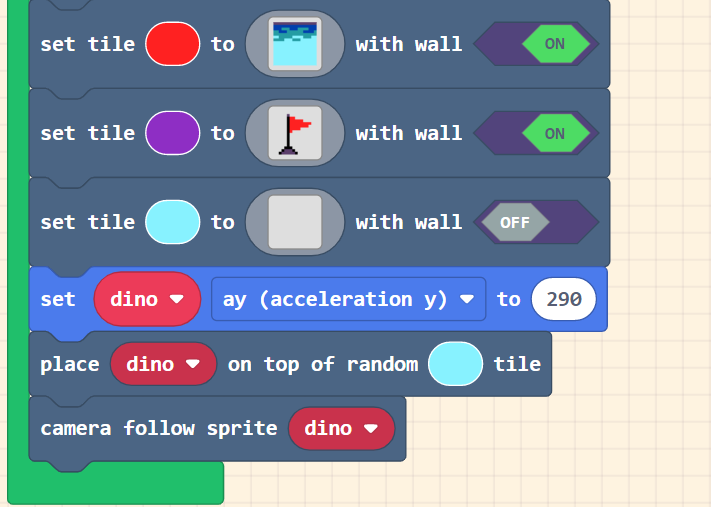 set tile to with wall ON
set tile to with wall ON
set tile to with wall OFF
set dino ay (acceleration y) to 290
place dino on top of random tile
camera follow sprite dino